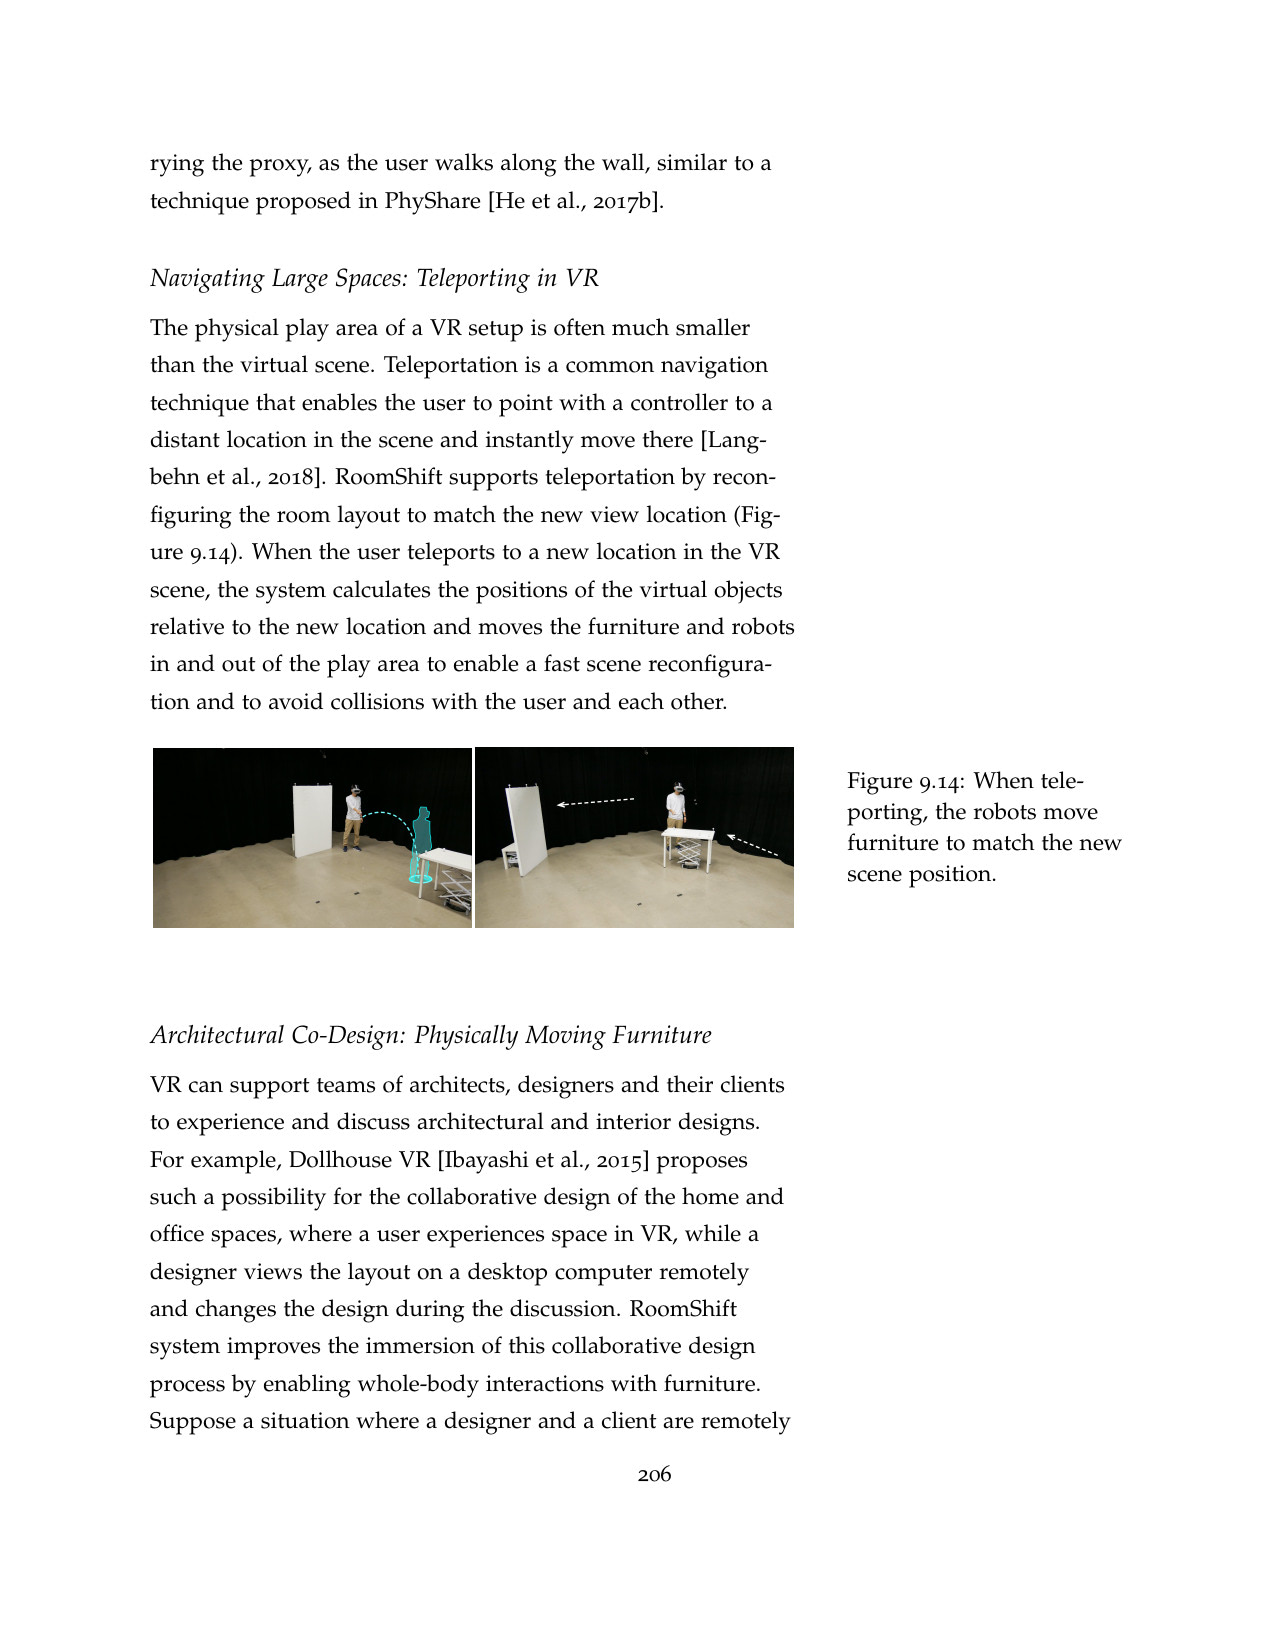 rying the proxy, as the user walks along the wall, similar to a
technique proposed in PhyShare [He et al., 2017b].
Navigating Large Spaces: Teleporting in VR
The physical play area of a VR setup is often much smaller
than the virtual scene. Teleportation is a common navigation
technique that enables the user to point with a controller to a
distant location in the scene and instantly move there [Lang-
behn et al., 2018]. RoomShift supports teleportation by recon-
figuring the room layout to match the new view location (Fig-
ure 9.14). When the user teleports to a new location in the VR
scene, the system calculates the positions of the virtual objects
relative to the new location and moves the furniture and robots
in and out of the play area to enable a fast scene reconfigura-
tion and to avoid collisions with the user and each other.
Figure 9.14: When tele-
porting, the robots move
furniture to match the new
scene position.
Architectural Co-Design: Physically Moving Furniture
VR can support teams of architects, designers and their clients
to experience and discuss architectural and interior designs.
For example, Dollhouse VR [Ibayashi et al., 2015] proposes
such a possibility for the collaborative design of the home and
office spaces, where a user experiences space in VR, while a
designer views the layout on a desktop computer remotely
and changes the design during the discussion. RoomShift
system improves the immersion of this collaborative design
process by enabling whole-body interactions with furniture.
Suppose a situation where a designer and a client are remotely
206